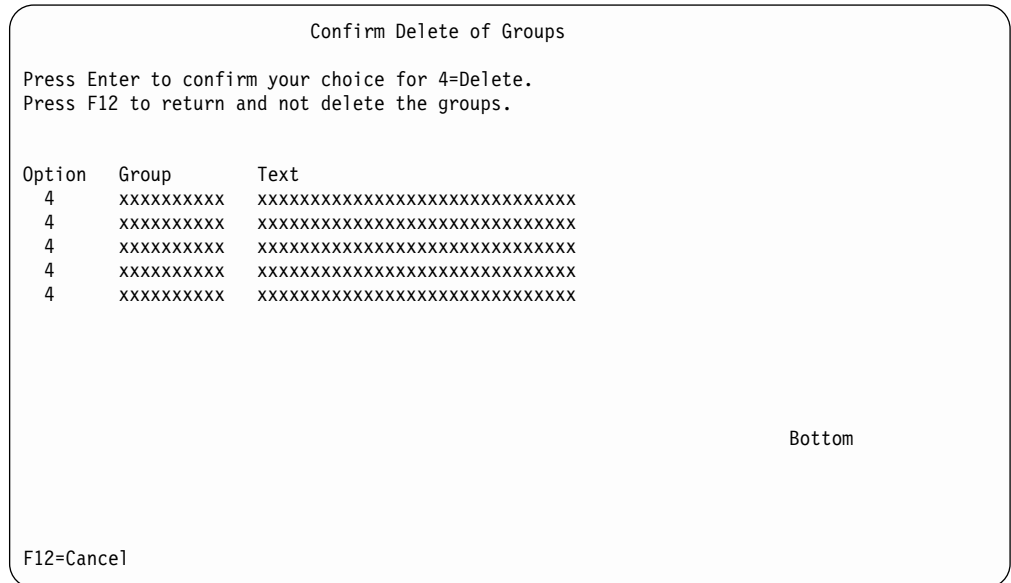 Confirm Delete of Groups
Press Enter to confirm your choice for 4=Delete.
Press F12 to return and not delete the groups.
Option Group Text
4 xxxxxxxxxx xxxxxxxxxxxxxxxxxxxxxxxxxxxxxx
4 xxxxxxxxxx xxxxxxxxxxxxxxxxxxxxxxxxxxxxxx
4 xxxxxxxxxx xxxxxxxxxxxxxxxxxxxxxxxxxxxxxx
4 xxxxxxxxxx xxxxxxxxxxxxxxxxxxxxxxxxxxxxxx
4 xxxxxxxxxx xxxxxxxxxxxxxxxxxxxxxxxxxxxxxx
Bottom
F12=Cancel